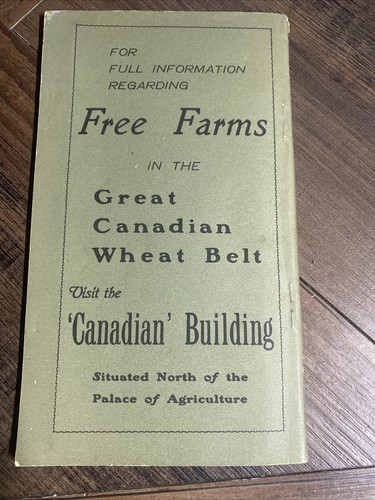 FOR
FULL INFORMATION
REGARDING
Free Farms
IN THE
Great
Canadian
Wheat Belt
Visit the
'Canadian' Building
Situated North of the
Palace of Agriculture